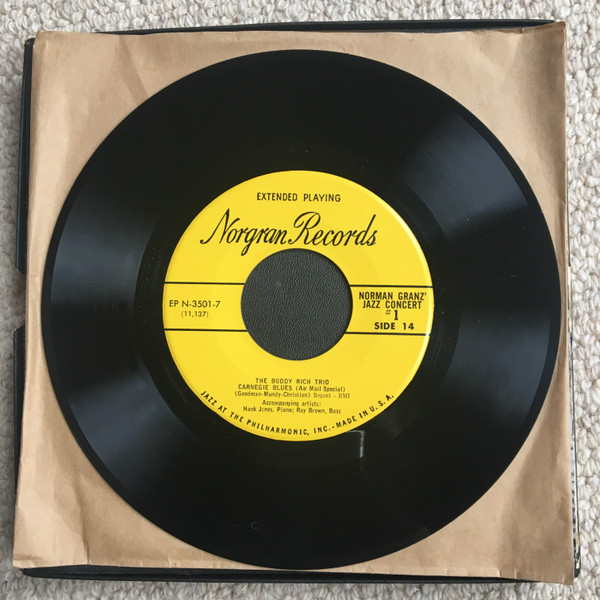 EXTENDED PLAYING
Norgran Records
EP N-3501-7
(11,137)
NORMAN GRANZ'
JAZZ CONCERT
#1
SIDE 14
THE BUDDY RICH TRIO
CARNEGIE BLUES (Air Mail Special)
(Goodman-Mundy-Christian) Regent - BMI
Accompanying artists:
Hank Jones, Piano; Ray Brown, Bass
JAZZ AT THE PHILHARMONIC, INC.-MADE IN U.S.A.